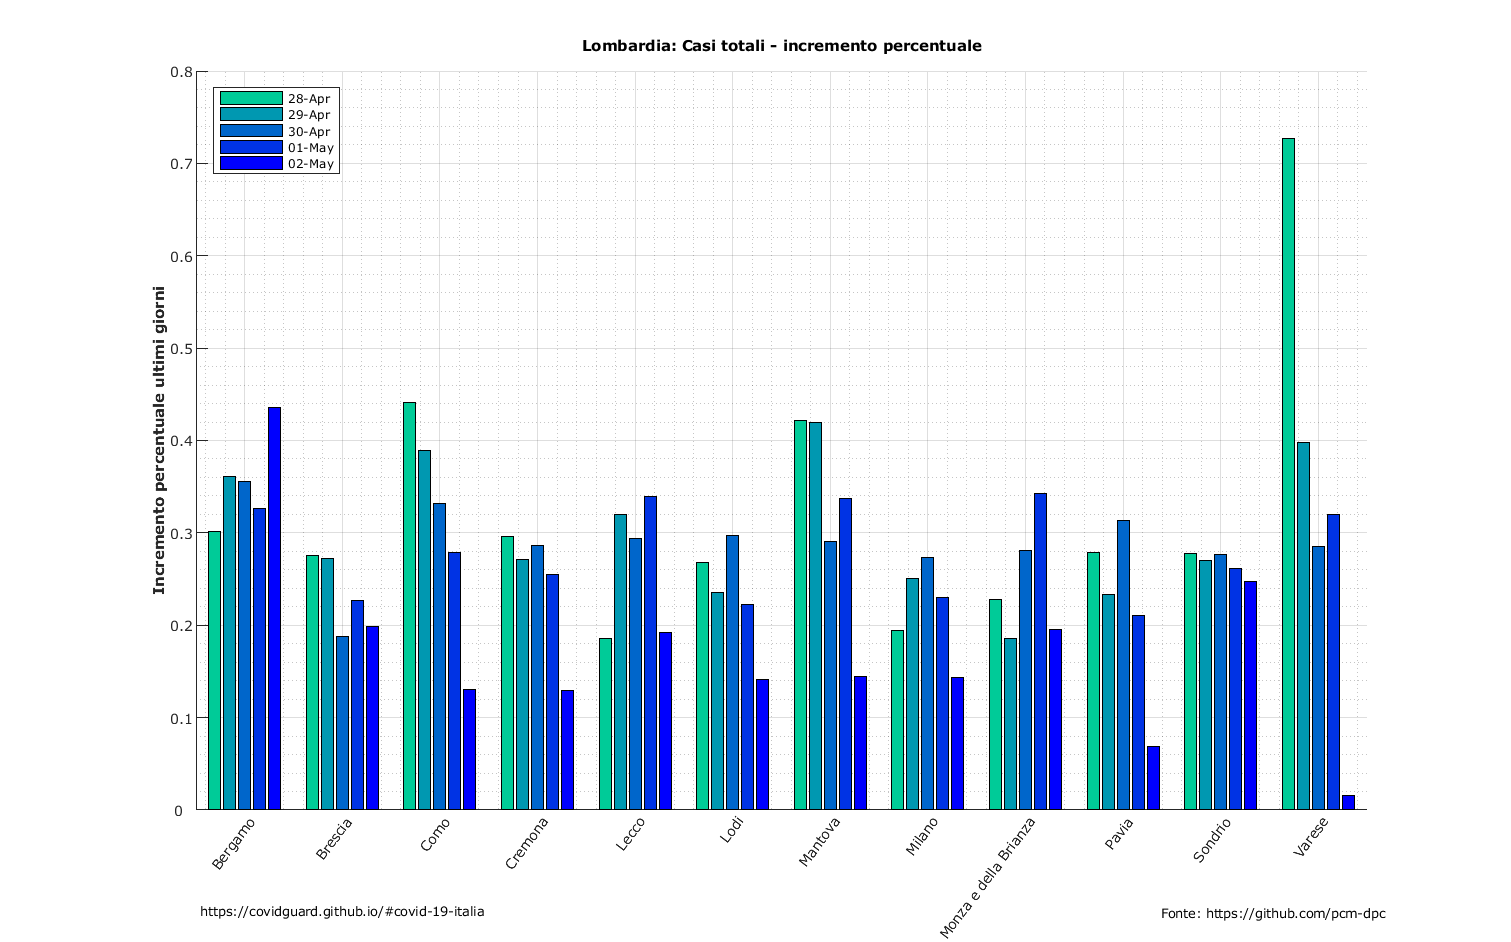 Lombardia: Casi totali - incremento percentuale
0.8
0.7
0.6
0.5
0.4
0.3
0.2
0.1
0
Incremento percentuale ultimi giorni
28-Apr
29-Apr
30-Apr
01-May
02-May
Bergamo
Brescia
Como
Cremona
Lecco
Lodi
Mantova
Milano
Monza e della Brianza
Pavia
Sondrio
Varese
https://covidguard.github.io/#covid-19-italia
Fonte: https://github.com/pcm-dpc